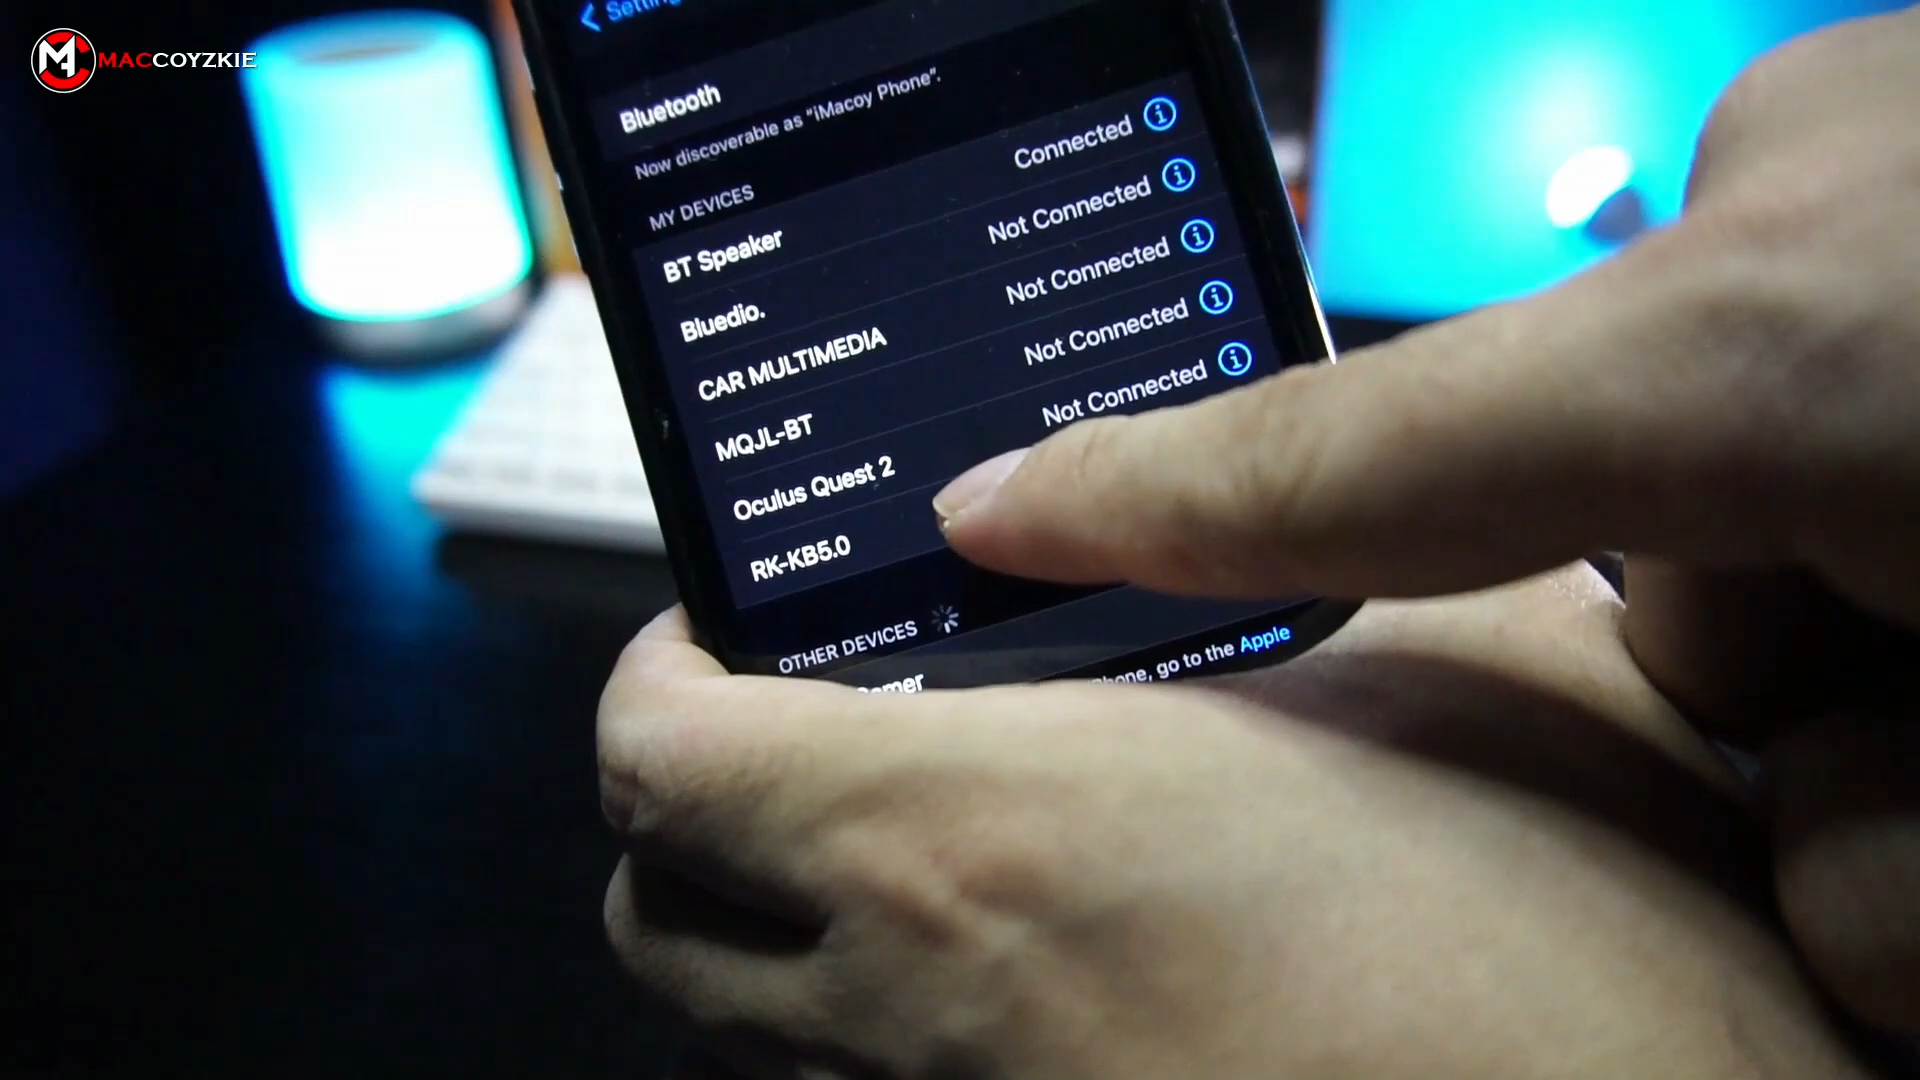 MACCOYZKIE
Bluetooth
Now discoverable as "iMacoy Phone".
MY DEVICES
BT Speaker Connected
Bluedio. Not Connected
CAR MULTIMEDIA Not Connected
MQJL-BT Not Connected
Oculus Quest 2 Not Connected
RK-KB5.0
OTHER DEVICES
go to the Apple